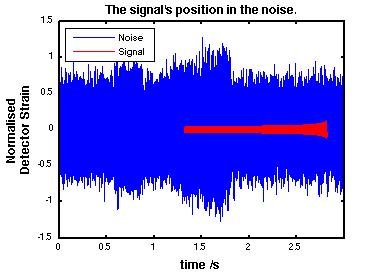 The signal's position in the noise.
1.5
Noise
Signal
1
0.5
0
-0.5
-1
-1.5
Normalised
Detector Strain
0
0.5
1
1.5
2
2.5
time /s